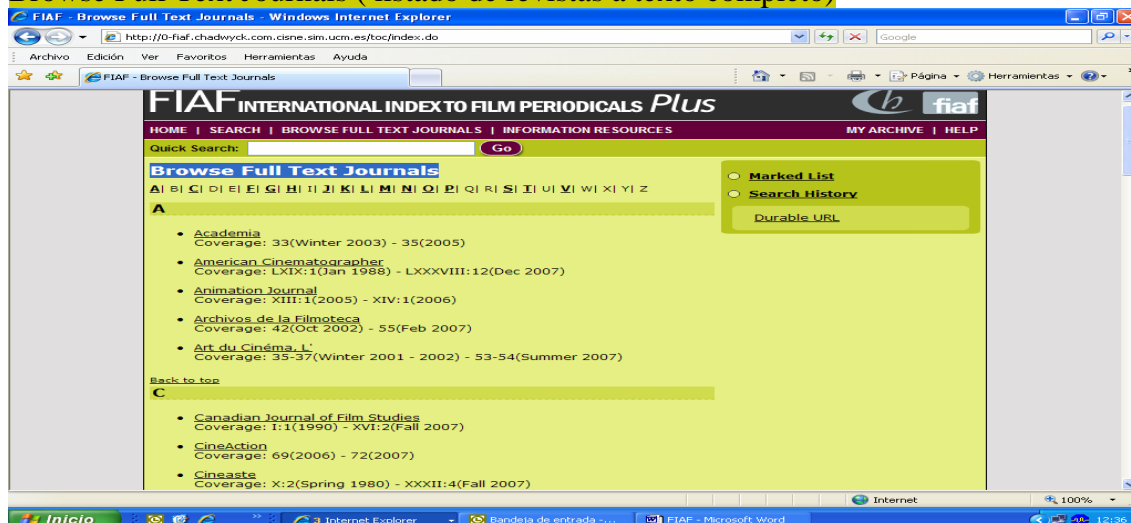 Browse Full Text Journals ( listado de revistas a texto completo)
FIAF - Browse Full Text Journals - Windows Internet Explorer
http://0-fiaf.chadwyck.com.cisne.sim.ucm.es/toc/index.do
Google
Archivo Edición Ver Favoritos Herramientas Ayuda
FIAF - Browse Full Text Journals
Página Herramientas
FIAF INTERNATIONAL INDEX TO FILM PERIODICALS Plus
Ch fiaf
HOME | SEARCH | BROWSE FULL TEXT JOURNALS | INFORMATION RESOURCES MY ARCHIVE | HELP
Quick Search: Go
Browse Full Text Journals
A| B| C| D| E| F| G| H| I| J| K| L| M| N| O| P| Q| R| S| T| U| V| W| X| Y| Z
Marked List
Search History
Durable URL
A
• Academia
Coverage: 33(Winter 2003) - 35(2005)
• American Cinematographer
Coverage: LXIX:1(Jan 1988) - LXXXVIII:12(Dec 2007)
• Animation Journal
Coverage: XIII:1(2005) - XIV:1(2006)
• Archivos de la Filmoteca
Coverage: 42(Oct 2002) - 55(Feb 2007)
• Art du Cinéma, L'
Coverage: 35-37(Winter 2001 - 2002) - 53-54(Summer 2007)
Back to top
C
• Canadian Journal of Film Studies
Coverage: I:1(1990) - XVI:2(Fall 2007)
• CineAction
Coverage: 69(2006) - 72(2007)
• Cineaste
Coverage: X:2(Spring 1980) - XXXII:4(Fall 2007)
Internet 100%
Inicio
3 Internet Explorer
Bandeja de entrada -...
FIAF - Microsoft Word
12:36